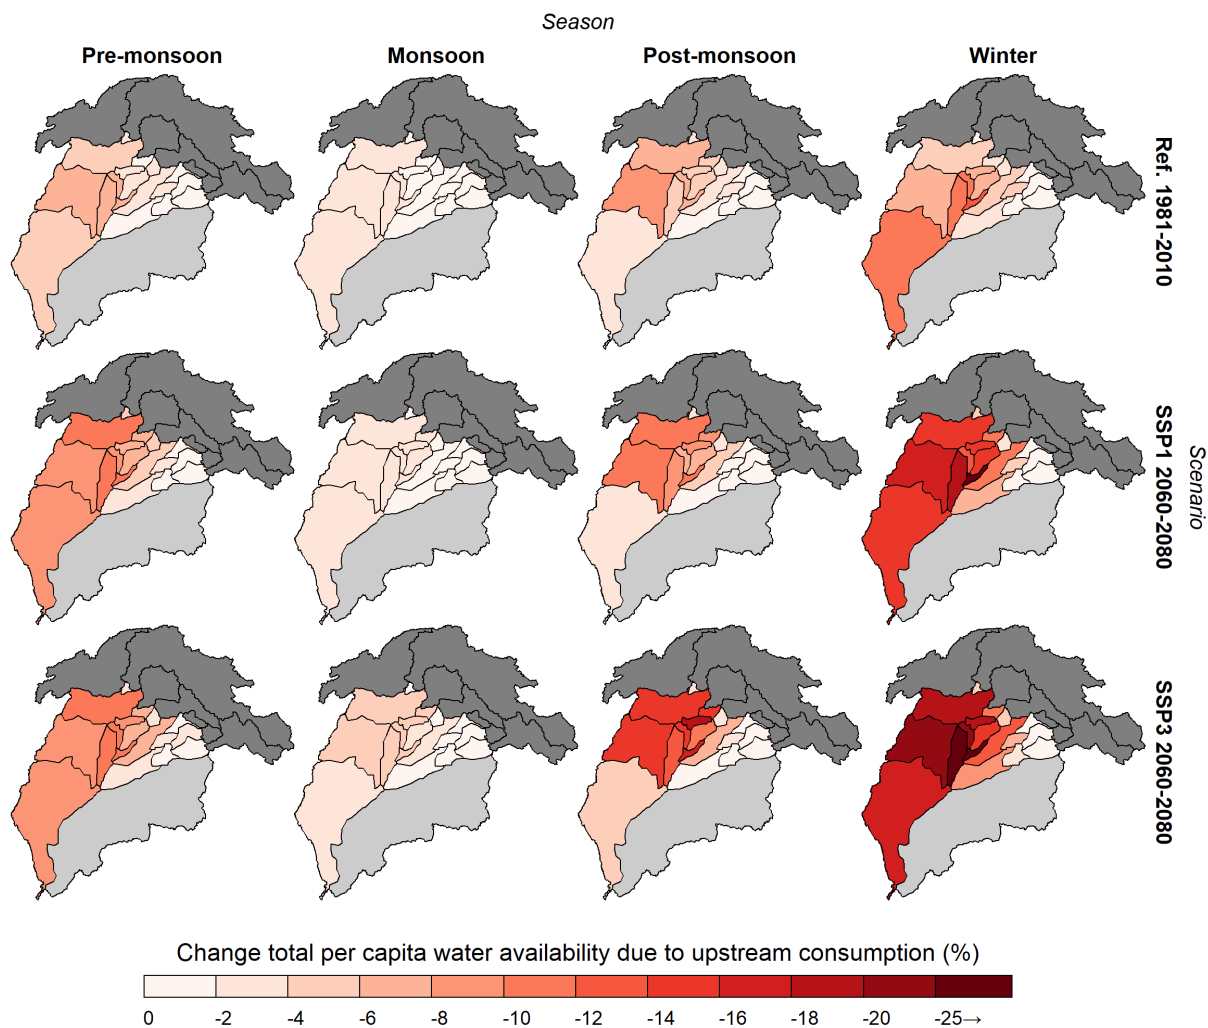 Season
Pre-monsoon Monsoon Post-monsoon Winter
Ref. 1981-2010
SSP1 2060-2080
Scenario
SSP3 2060-2080
Change total per capita water availability due to upstream consumption (%)
0 -2 -4 -6 -8 -10 -12 -14 -16 -18 -20 -25→